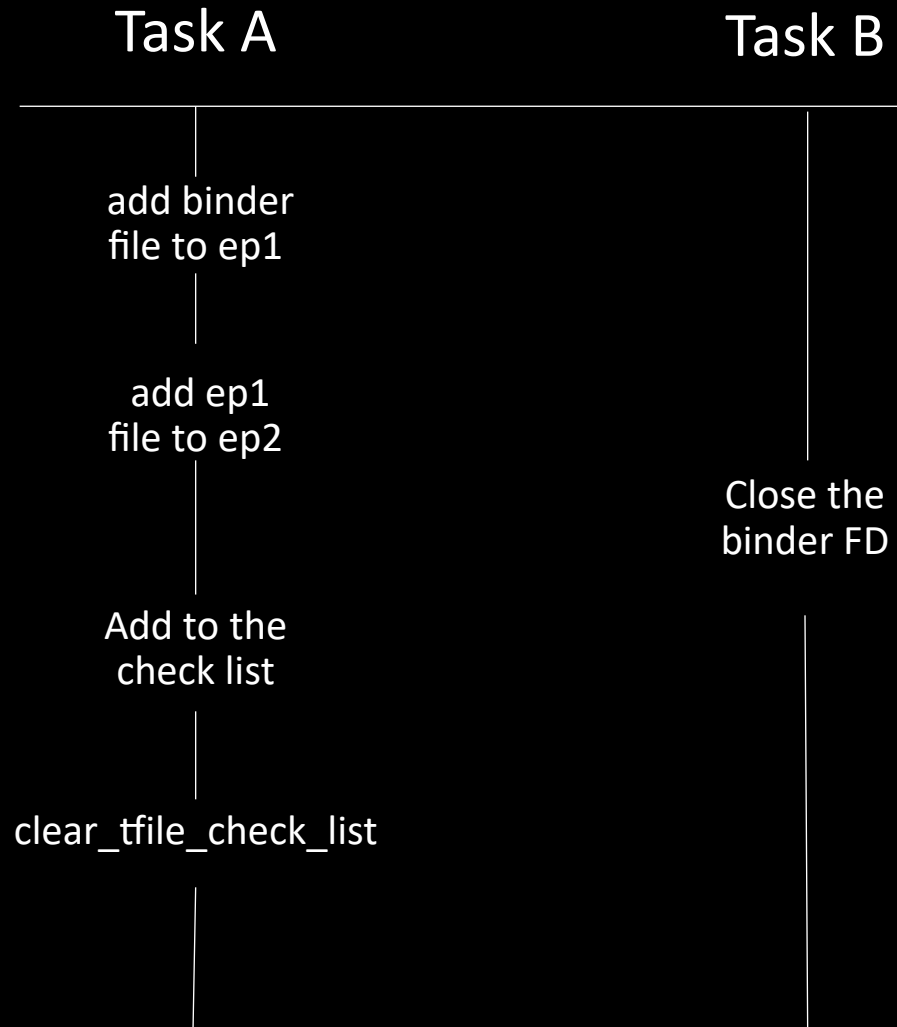 Task A
Task B
add binder
file to ep1
add ep1
file to ep2
Close the
binder FD
Add to the
check list
clear_tfile_check_list